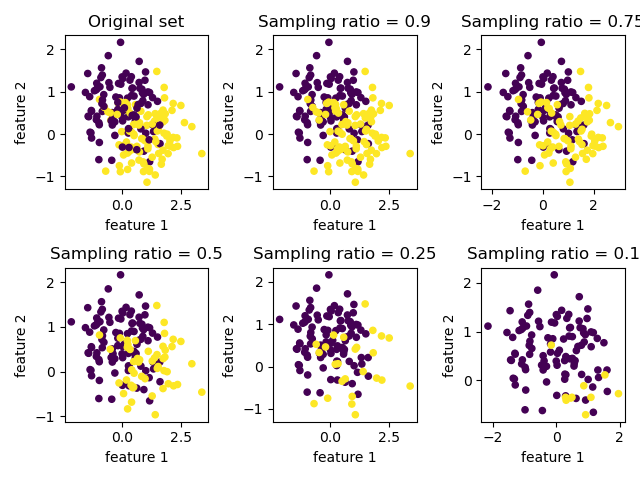 Original set
Sampling ratio = 0.9
Sampling ratio = 0.75
feature 2
2
1
0
−1
0.0
2.5
feature 1
feature 2
2
1
0
−1
0.0
2.5
feature 1
feature 2
2
1
0
−1
−2
0
2
feature 1
Sampling ratio = 0.5
Sampling ratio = 0.25
Sampling ratio = 0.1
feature 2
2
1
0
−1
0.0
2.5
feature 1
feature 2
2
1
0
−1
0.0
2.5
feature 1
feature 2
2
1
0
−2
0
2
feature 1